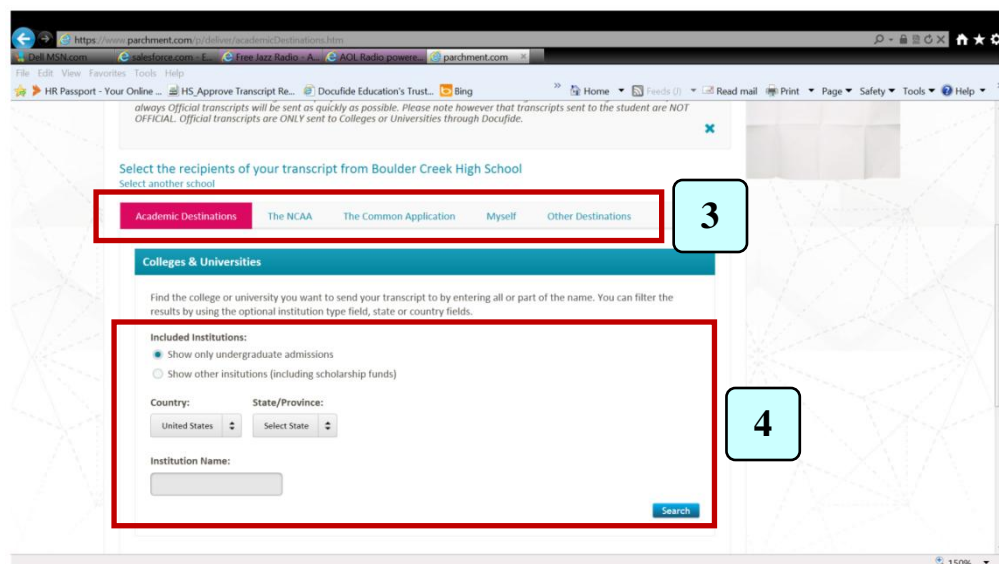 https://www.parchment.com/p/deliver/academicDestinations.htm
Dell MSN.com salesforce.com - E... Free Jazz Radio - A... AOL Radio powere... parchment.com ×
File Edit View Favorites Tools Help
HR Passport - Your Online ... HS_Approve Transcript Re... Docufide Education's Trust... Bing » Home Feeds (J) Read mail Print Page Safety Tools Help
always Official transcripts will be sent as quickly as possible. Please note however that transcripts sent to the student are NOT
OFFICIAL. Official transcripts are ONLY sent to Colleges or Universities through Docufide.
Select the recipients of your transcript from Boulder Creek High School
Select another school
Academic Destinations The NCAA The Common Application Myself Other Destinations
3
Colleges & Universities
Find the college or university you want to send your transcript to by entering all or part of the name. You can filter the
results by using the optional institution type field, state or country fields.
Included Institutions:
Show only undergraduate admissions
Show other insitutions (including scholarship funds)
Country: State/Province:
United States Select State
4
Institution Name:
Search
150%